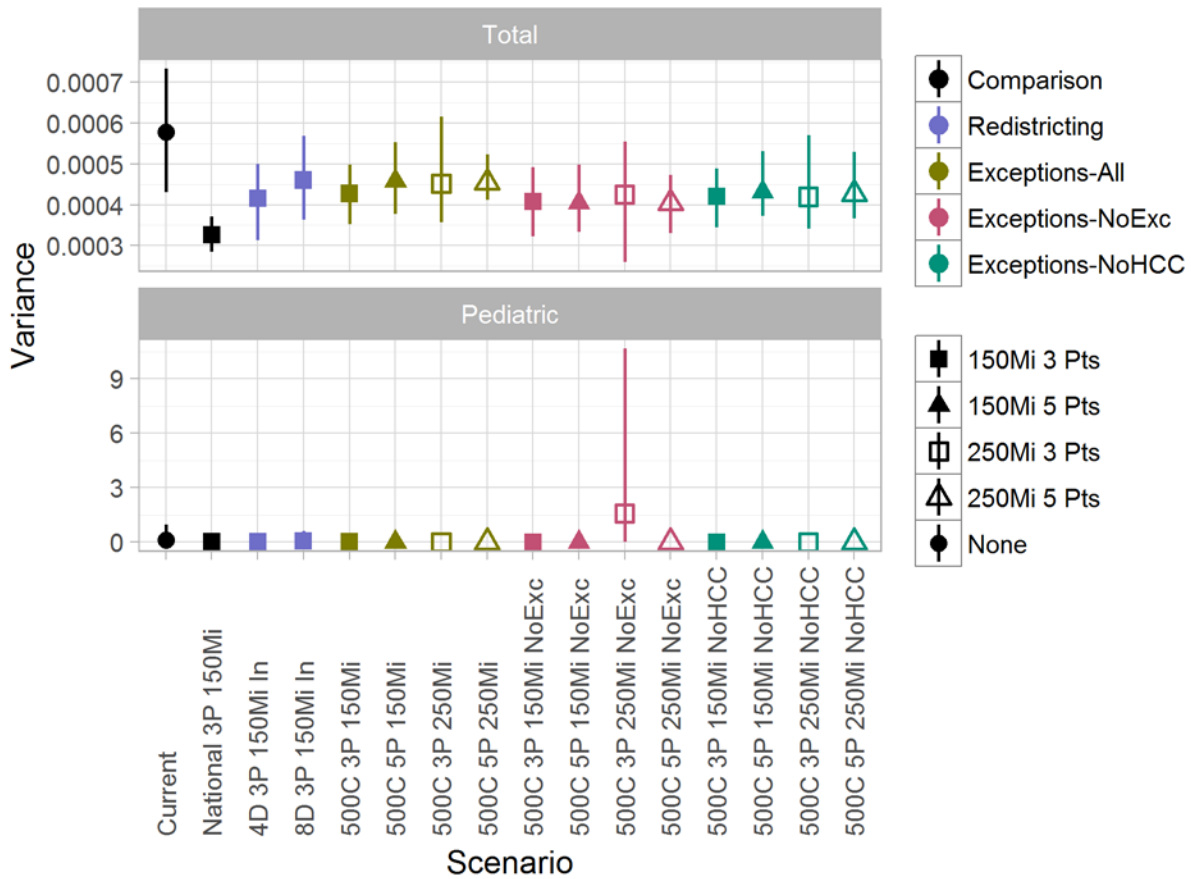 Total
0.0007
0.0006
0.0005
0.0004
0.0003
Variance
Pediatric
9
6
3
0
Current
National 3P 150Mi
4D 3P 150Mi In
8D 3P 150Mi In
500C 3P 150Mi
500C 5P 150Mi
500C 3P 250Mi
500C 5P 250Mi
500C 3P 150Mi NoExc
500C 5P 150Mi NoExc
500C 3P 250Mi NoExc
500C 5P 250Mi NoExc
500C 3P 150Mi NoHCC
500C 5P 150Mi NoHCC
500C 3P 250Mi NoHCC
500C 5P 250Mi NoHCC
Scenario
Comparison
Redistricting
Exceptions-All
Exceptions-NoExc
Exceptions-NoHCC
150Mi 3 Pts
150Mi 5 Pts
250Mi 3 Pts
250Mi 5 Pts
None